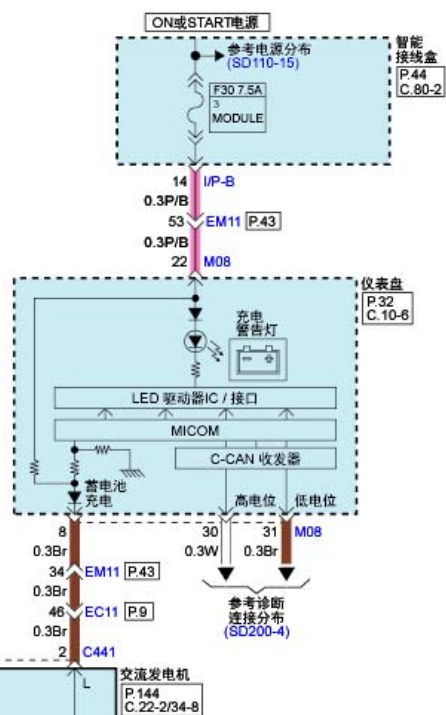 ON或START电源
参考电源分布
(SD110-15)
智能
接线盒
P.44
C.80-2
F30 7.5A
3
MODULE
14 I/P-B
0.3P/B
53 EM11 P.43
0.3P/B
22 M08
仪表盘
P.32
C.10-6
充电
警告灯
LED 驱动器IC / 接口
MICOM
C-CAN 收发器
蓄电池
充电
高电位 低电位
8 30 31 M08
0.3Br 0.3W 0.3Br
34 EM11 P.43
0.3Br
46 EC11 P.9
0.3Br
2 C441
参考诊断
连接分布
(SD200-4)
L
交流发电机
P.144
C.22-2/34-8